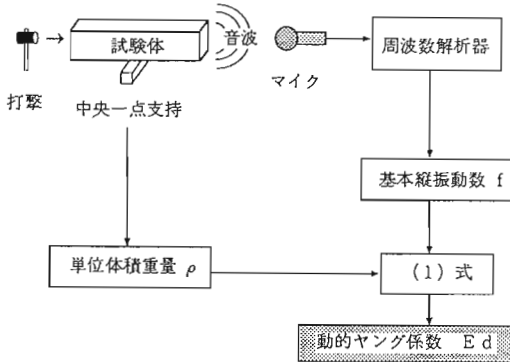 試験体
音波
周波数解析器
打撃
中央一点支持
マイク
基本縦振動数 f
単位体積重量 ρ
(1) 式
動的ヤング係数 Ed